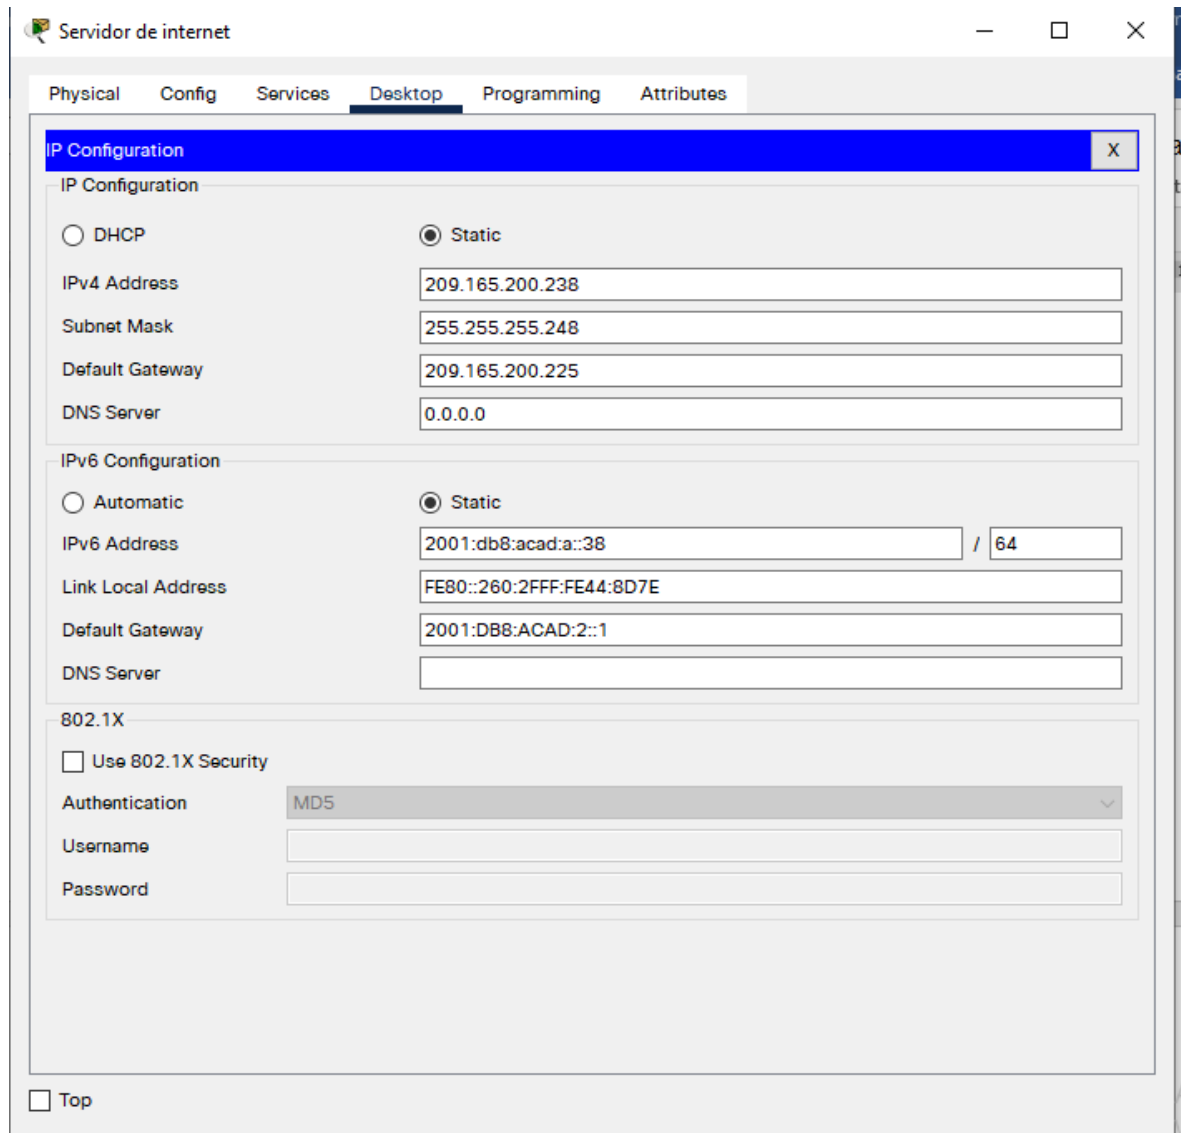 Servidor de internet
Physical Config Services Desktop Programming Attributes
IP Configuration X
IP Configuration
DHCP Static
IPv4 Address 209.165.200.238
Subnet Mask 255.255.255.248
Default Gateway 209.165.200.225
DNS Server 0.0.0.0
IPv6 Configuration
Automatic Static
IPv6 Address 2001:db8:acad:a::38 / 64
Link Local Address FE80::260:2FFF:FE44:8D7E
Default Gateway 2001:DB8:ACAD:2::1
DNS Server
802.1X
Use 802.1X Security
Authentication MD5
Username
Password
Top